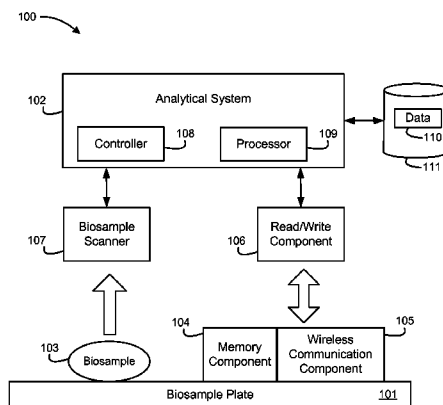 100
102
Analytical System
Controller
108
Processor
109
Data
110
111
107
Biosample
Scanner
106
Read/Write
Component
103
Biosample
104
Memory
Component
Wireless
Communication
Component
105
Biosample Plate
101